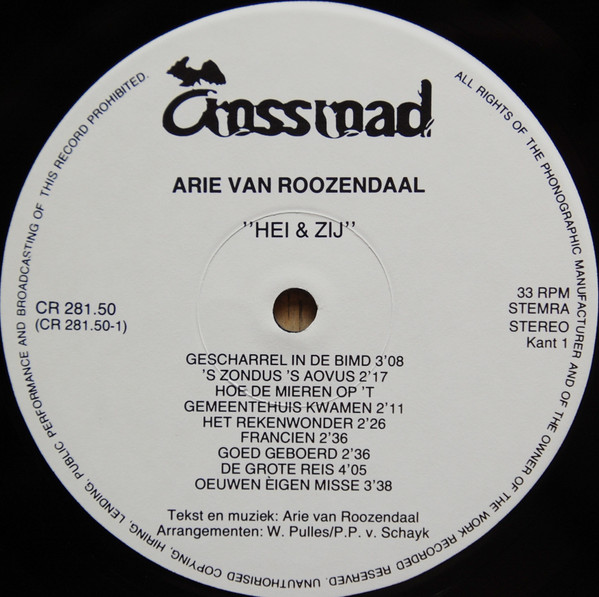 Crossroad
ARIE VAN ROOZENDAAL
"HEI & ZIJ"
CR 281.50
(CR 281.50-1)
33 RPM
STEMRA
STEREO
Kant 1
GESCHARREL IN DE BIMD 3'08
'S ZONDUS 'S AOVUS 2'17
HOE DE MIEREN OP 'T
GEMEENTEHUIS KWAMEN 2'11
HET REKENWONDER 2'26
FRANCIEN 2'36
GOED GEBOERD 2'36
DE GROTE REIS 4'05
OEUWEN ÈIGEN MISSE 3'38
Tekst en muziek: Arie van Roozendaal
Arrangementen: W. Pulles/P.P. v. Schayk
ALL RIGHTS OF THE PHONOGRAPHIC MANUFACTURER AND OF THE OWNER OF THE WORK RECORDED RESERVED. UNAUTHORISED COPYING, HIRING, LENDING, PUBLIC PERFORMANCE AND BROADCASTING OF THIS RECORD PROHIBITED.